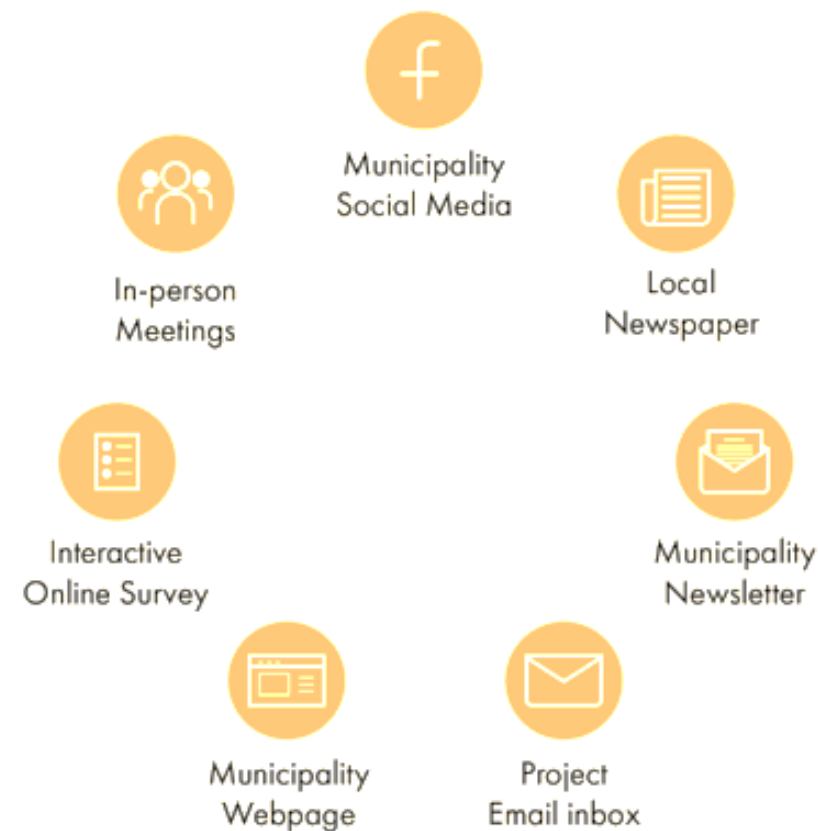 Municipality
Social Media
In-person
Meetings
Local
Newspaper
Interactive
Online Survey
Municipality
Newsletter
Municipality
Webpage
Project
Email inbox